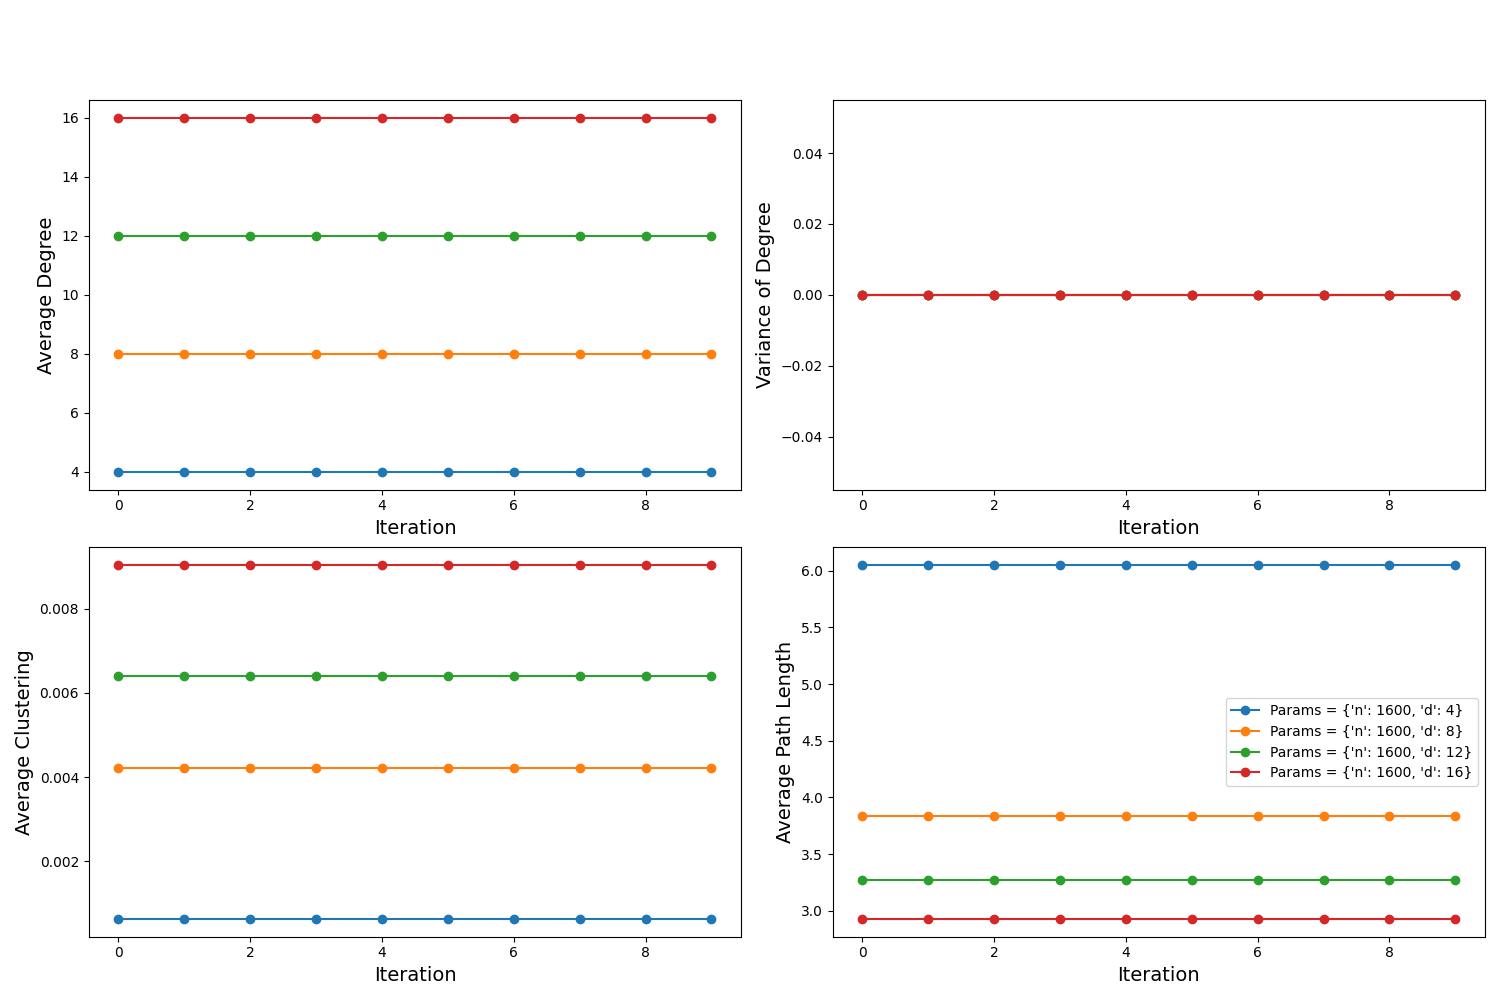 16
14
12
10
8
6
4
Average Degree
0 2 4 6 8
Iteration
0.04
0.02
0.00
−0.02
−0.04
Variance of Degree
0 2 4 6 8
Iteration
0.008
0.006
0.004
0.002
Average Clustering
0 2 4 6 8
Iteration
6.0
5.5
5.0
4.5
4.0
3.5
3.0
Average Path Length
Params = {'n': 1600, 'd': 4}
Params = {'n': 1600, 'd': 8}
Params = {'n': 1600, 'd': 12}
Params = {'n': 1600, 'd': 16}
0 2 4 6 8
Iteration